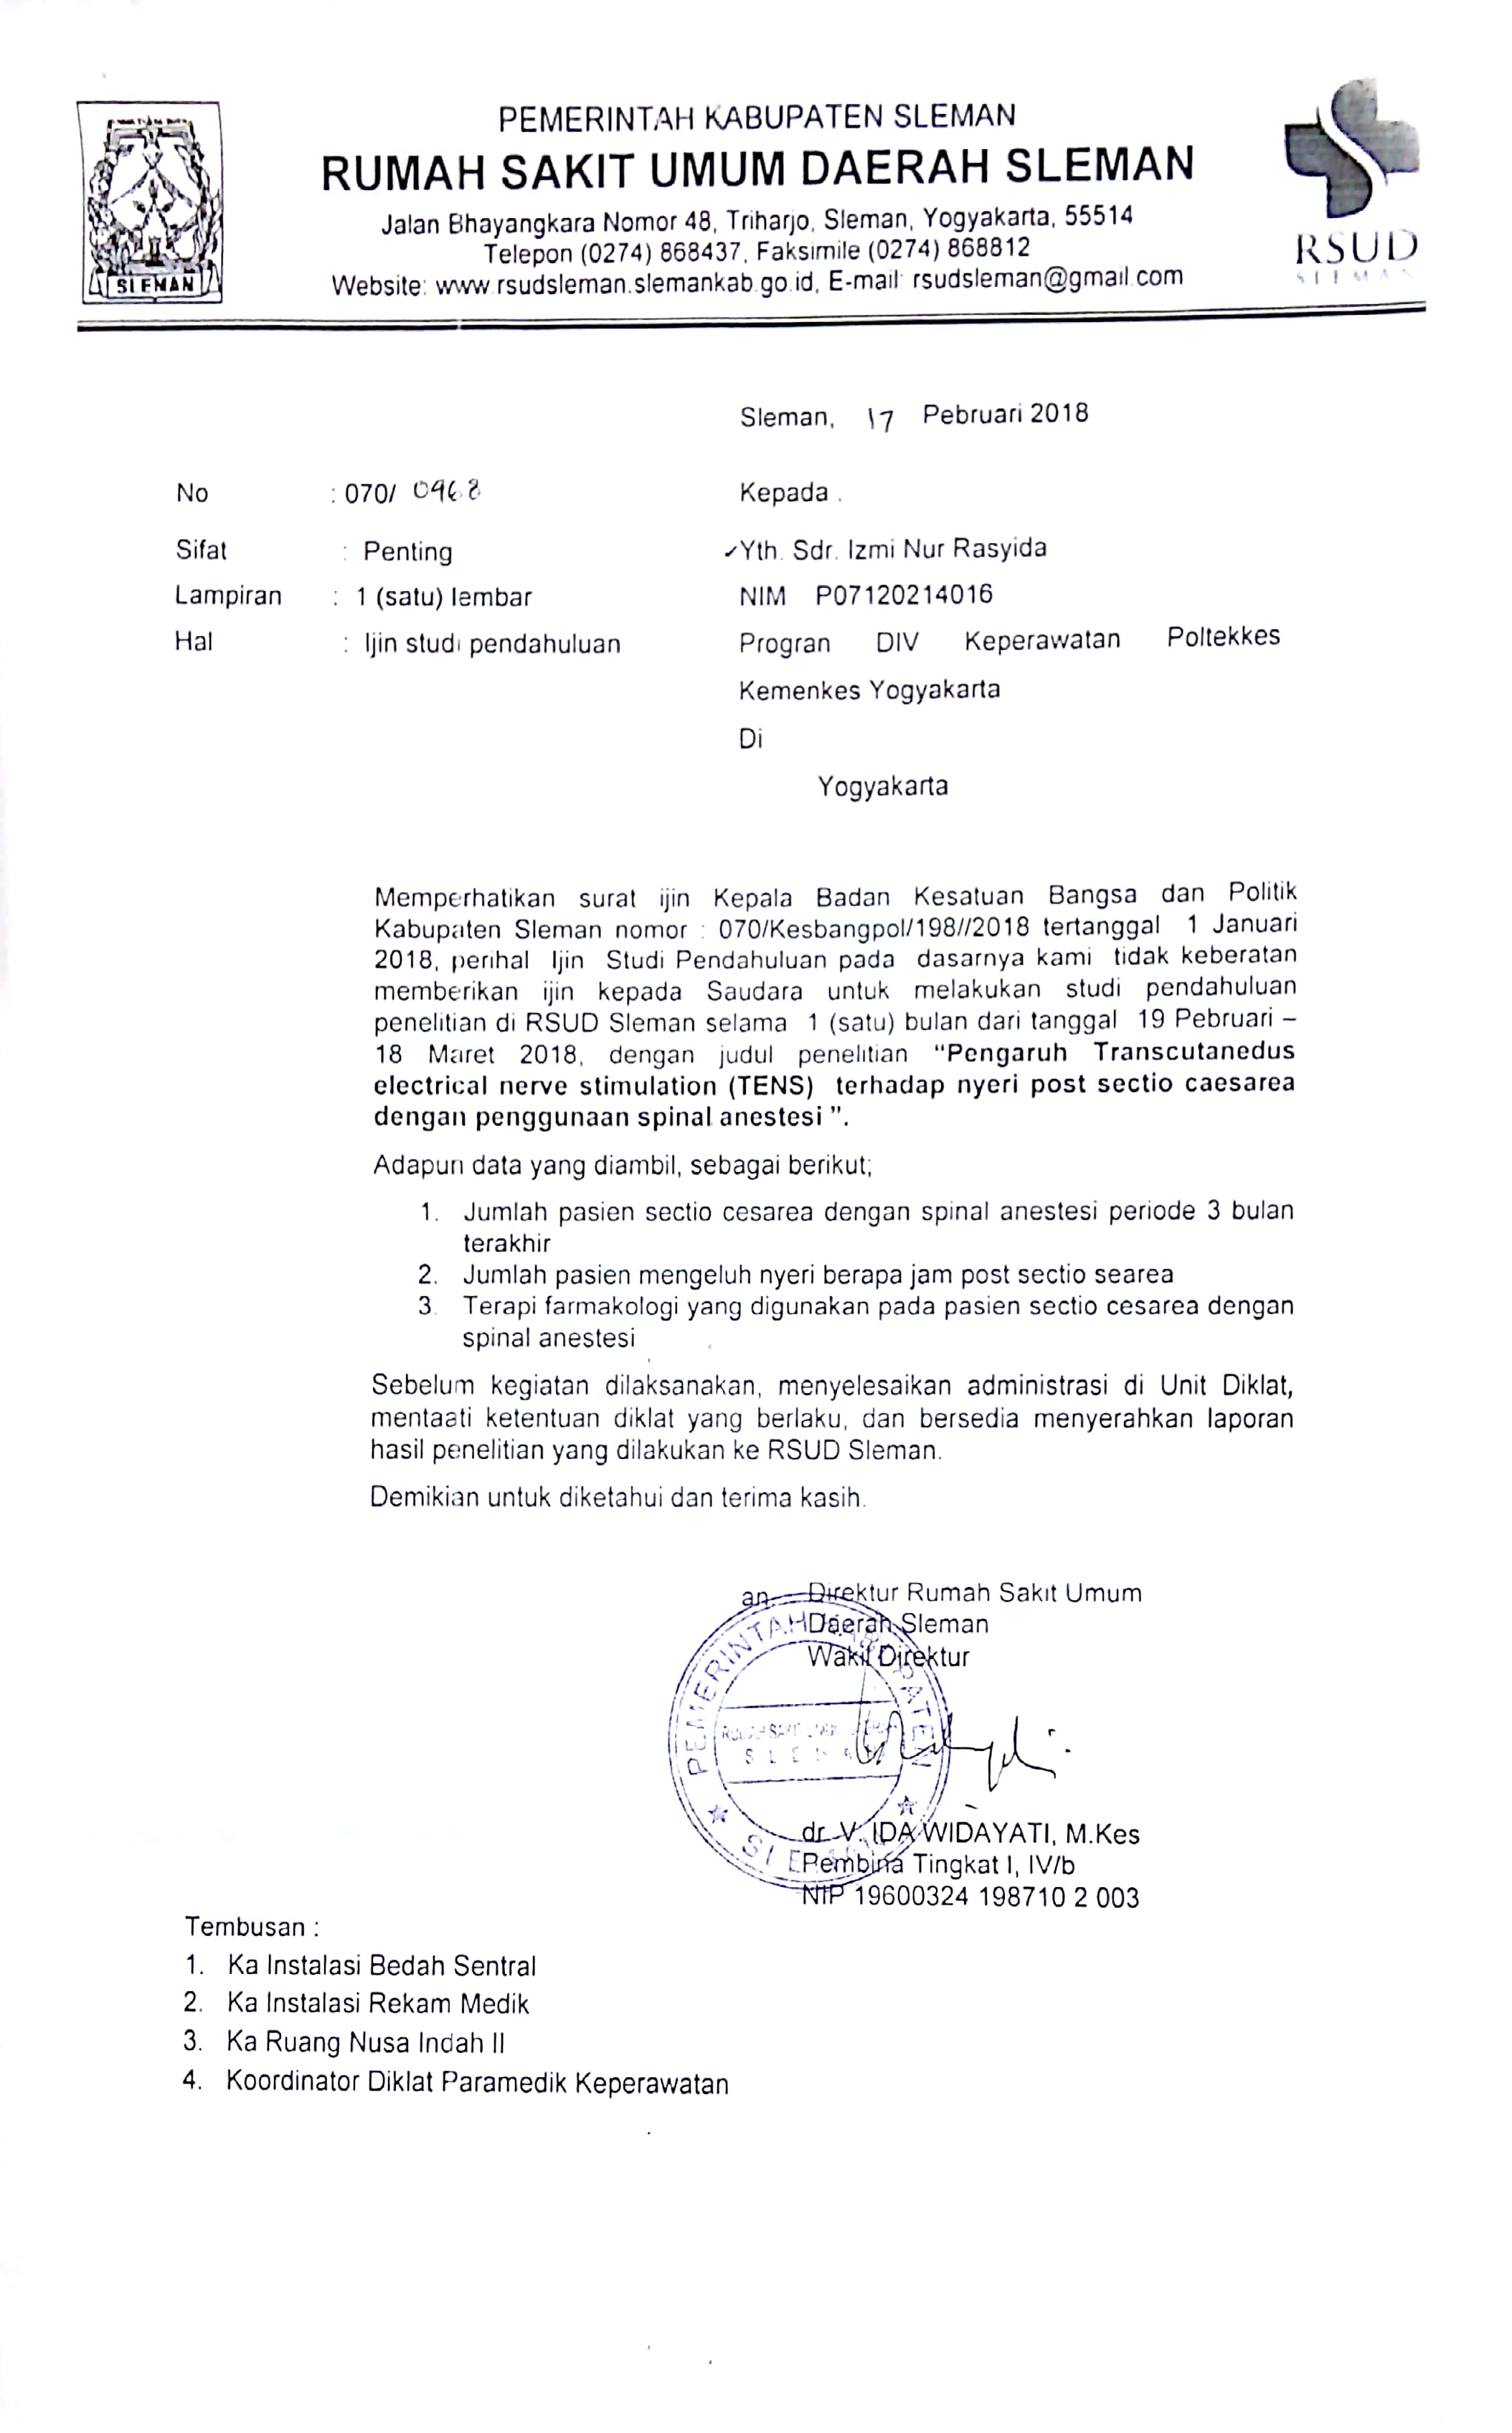 PEMERINTAH KABUPATEN SLEMAN
RUMAH SAKIT UMUM DAERAH SLEMAN
Jalan Bhayangkara Nomor 48, Triharjo, Sleman, Yogyakarta, 55514
Telepon (0274) 868437, Faksimile (0274) 868812
Website: www.rsudsleman.slemankab.go.id, E-mail: rsudsleman@gmail.com
SLEMAN
RSUD
SLEMAN
Sleman, 17 Pebruari 2018
No : 070/ 0968
Kepada :
Sifat : Penting
Yth. Sdr. Izmi Nur Rasyida
Lampiran : 1 (satu) lembar
NIM P07120214016
Hal : Ijin studi pendahuluan
Progran DIV Keperawatan Poltekkes
Kemenkes Yogyakarta
Di
Yogyakarta
Memperhatikan surat ijin Kepala Badan Kesatuan Bangsa dan Politik
Kabupaten Sleman nomor : 070/Kesbangpol/198//2018 tertanggal 1 Januari
2018, perihal Ijin Studi Pendahuluan pada dasarnya kami tidak keberatan
memberikan ijin kepada Saudara untuk melakukan studi pendahuluan
penelitian di RSUD Sleman selama 1 (satu) bulan dari tanggal 19 Pebruari –
18 Maret 2018, dengan judul penelitian “Pengaruh Transcutanedus
electrical nerve stimulation (TENS) terhadap nyeri post sectio caesarea
dengan penggunaan spinal anestesi ”.
Adapun data yang diambil, sebagai berikut;
1. Jumlah pasien sectio cesarea dengan spinal anestesi periode 3 bulan
terakhir
2. Jumlah pasien mengeluh nyeri berapa jam post sectio searea
3. Terapi farmakologi yang digunakan pada pasien sectio cesarea dengan
spinal anestesi
Sebelum kegiatan dilaksanakan, menyelesaikan administrasi di Unit Diklat,
mentaati ketentuan diklat yang berlaku, dan bersedia menyerahkan laporan
hasil penelitian yang dilakukan ke RSUD Sleman.
Demikian untuk diketahui dan terima kasih.
an. Direktur Rumah Sakit Umum
Daerah Sleman
Wakil Direktur
PEMERINTAH KABUPATEN
RUMAH SAKIT UMUM DAERAH
SLEMAN
SLEMAN
dr. V. IDA WIDAYATI, M.Kes
Pembina Tingkat I, IV/b
NIP 19600324 198710 2 003
Tembusan :
1. Ka Instalasi Bedah Sentral
2. Ka Instalasi Rekam Medik
3. Ka Ruang Nusa Indah II
4. Koordinator Diklat Paramedik Keperawatan